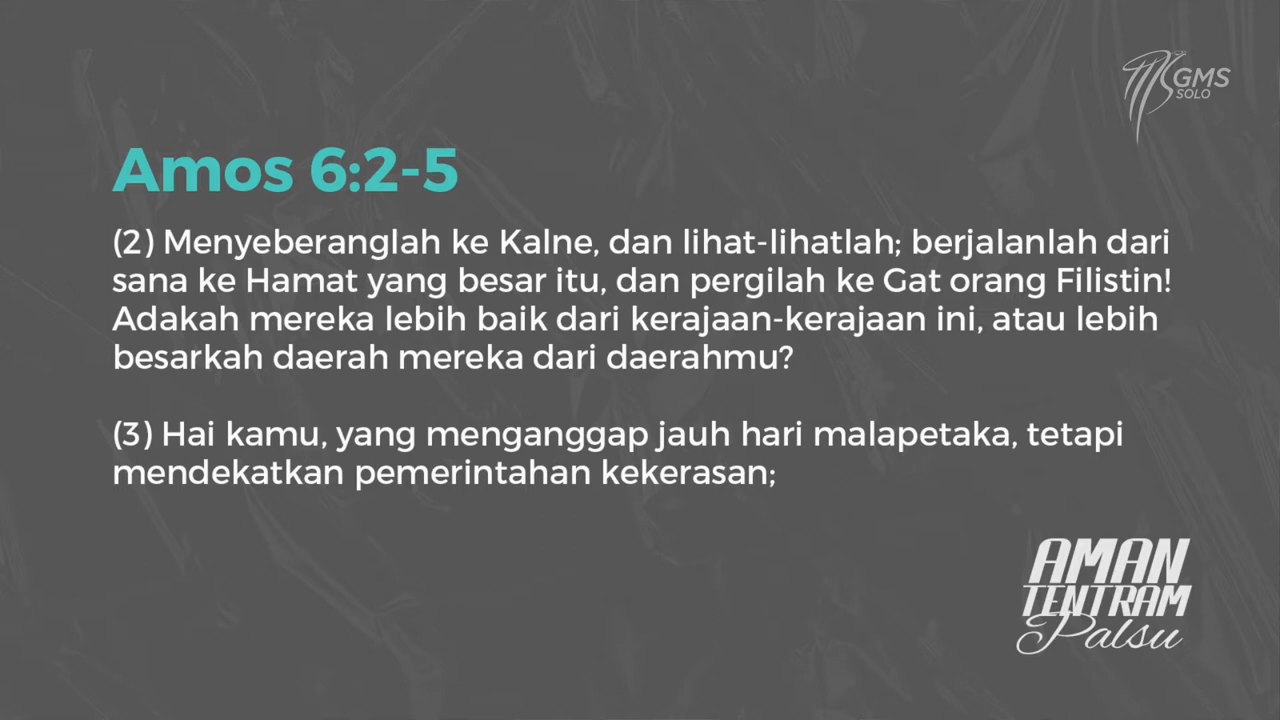 GMS
SOLO
Amos 6:2-5
(2) Menyeberanglah ke Kalne, dan lihat-lihatlah; berjalanlah dari
sana ke Hamat yang besar itu, dan pergilah ke Gat orang Filistin!
Adakah mereka lebih baik dari kerajaan-kerajaan ini, atau lebih
besarkah daerah mereka dari daerahmu?
(3) Hai kamu, yang menganggap jauh hari malapetaka, tetapi
mendekatkan pemerintahan kekerasan;
AMAN
TENTRAM
Palsu